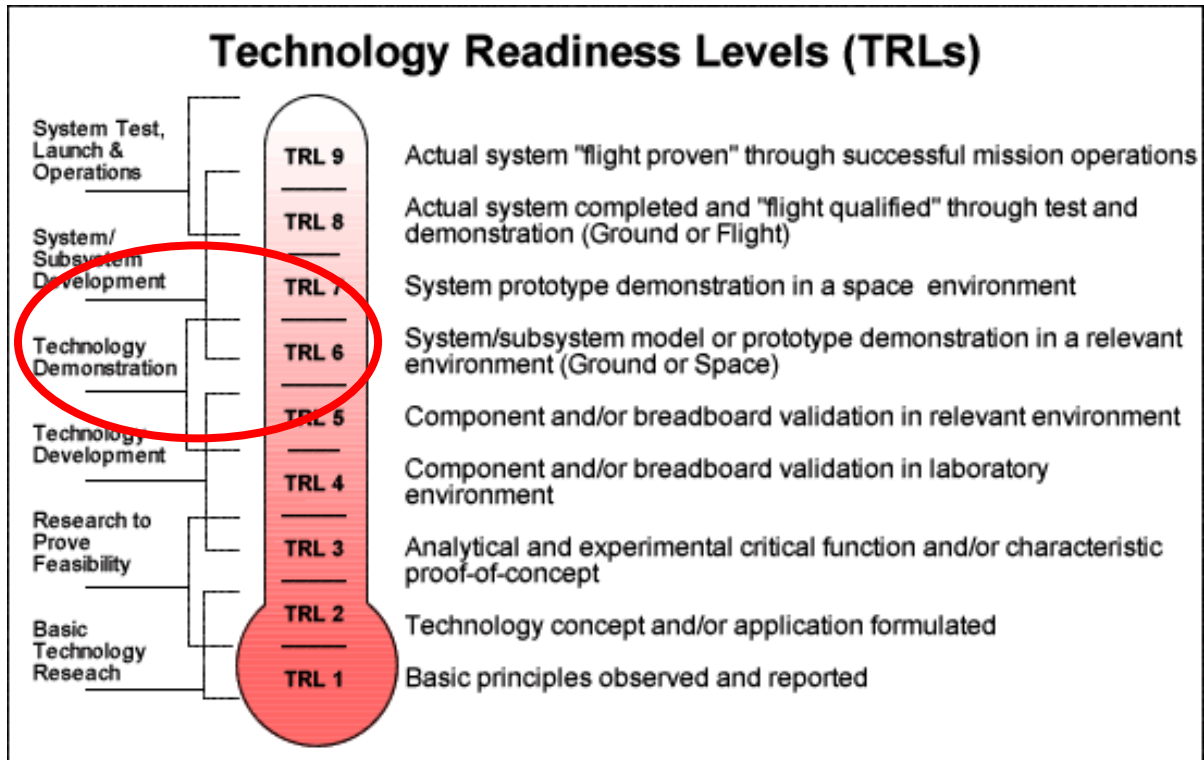 Technology Readiness Levels (TRLs)
System Test,
Launch &
Operations
System/
Subsystem
Development
Technology
Demonstration
Technology
Development
Research to
Prove
Feasibility
Basic
Technology
Reseach
TRL 9
Actual system "flight proven" through successful mission operations
TRL 8
Actual system completed and "flight qualified" through test and
demonstration (Ground or Flight)
TRL 7
System prototype demonstration in a space environment
TRL 6
System/subsystem model or prototype demonstration in a relevant
environment (Ground or Space)
TRL 5
Component and/or breadboard validation in relevant environment
TRL 4
Component and/or breadboard validation in laboratory
environment
TRL 3
Analytical and experimental critical function and/or characteristic
proof-of-concept
TRL 2
Technology concept and/or application formulated
TRL 1
Basic principles observed and reported